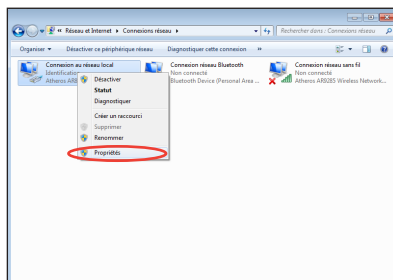 « Réseau et Internet ▸ Connexions réseau ▸
Rechercher dans : Connexions réseau
Organiser ▾ Désactiver ce périphérique réseau Diagnostiquer cette connexion »
Connexion au réseau local
Identification
Atheros AR8
Connexion réseau Bluetooth
Non connecté
Bluetooth Device (Personal Area ...
Connexion réseau sans fil
Non connecté
Atheros AR9285 Wireless Network...
Désactiver
Statut
Diagnostiquer
Créer un raccourci
Supprimer
Renommer
Propriétés